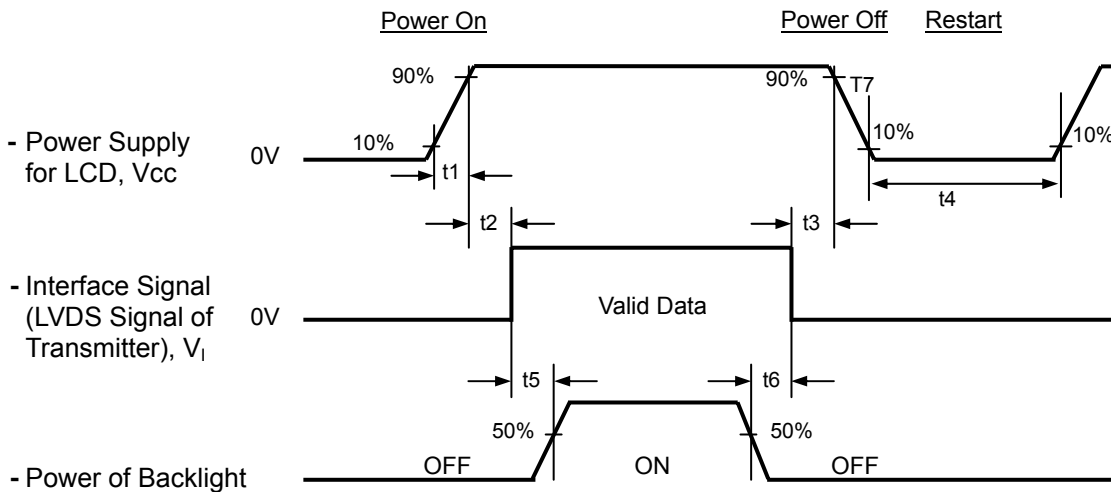 Power On
Power Off
Restart
90%
90%
T7
- Power Supply
for LCD, Vcc
0V
10%
10%
10%
t1
t4
t2
t3
- Interface Signal
(LVDS Signal of
Transmitter), VI
0V
Valid Data
t5
t6
50%
50%
- Power of Backlight
OFF
ON
OFF